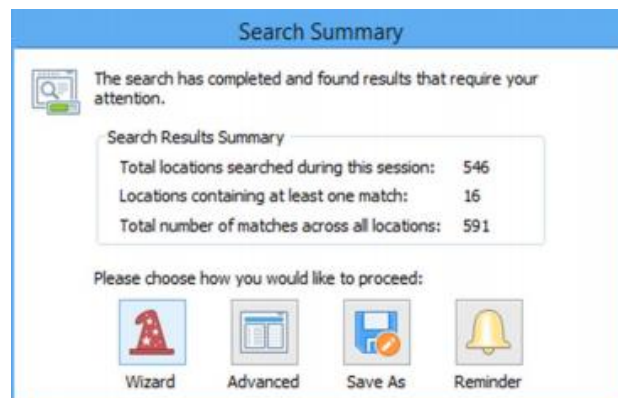 Search Summary
The search has completed and found results that require your
attention.
Search Results Summary
Total locations searched during this session: 546
Locations containing at least one match: 16
Total number of matches across all locations: 591
Please choose how you would like to proceed:
Wizard Advanced Save As Reminder